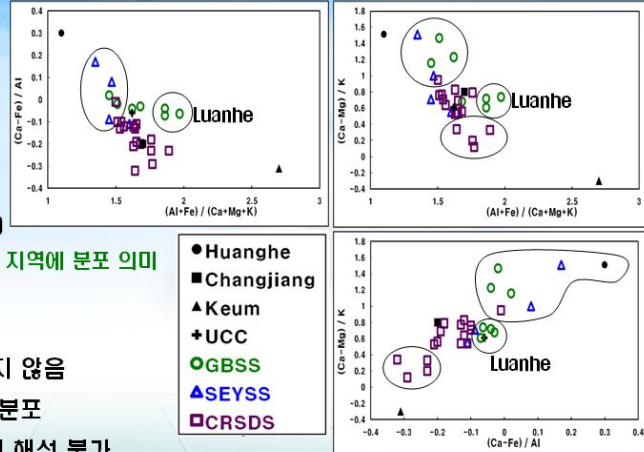 0.4
0.3
0.2
0.1
0
-0.1
-0.2
-0.3
-0.4
(Ca-Fe) / Al
Luanhe
1
1.5
2
2.5
3
(Al+Fe) / (Ca+Mg+K)
1.8
1.6
1.4
1.2
1
0.8
0.6
0.4
0.2
0
-0.2
-0.4
(Ca-Mg) / K
Luanhe
1
1.5
2
2.5
3
(Al+Fe) / (Ca+Mg+K)
지역에 분포 의미
지 않음
분포
해석 불가
Huanghe
Changjiang
Keum
UCC
GBSS
SEYSS
CRSDS
1.8
1.6
1.4
1.2
1
0.8
0.6
0.4
0.2
0
-0.2
-0.4
(Ca-Mg) / K
Luanhe
-0.4
-0.3
-0.2
-0.1
0
0.1
0.2
0.3
0.4
(Ca-Fe) / Al